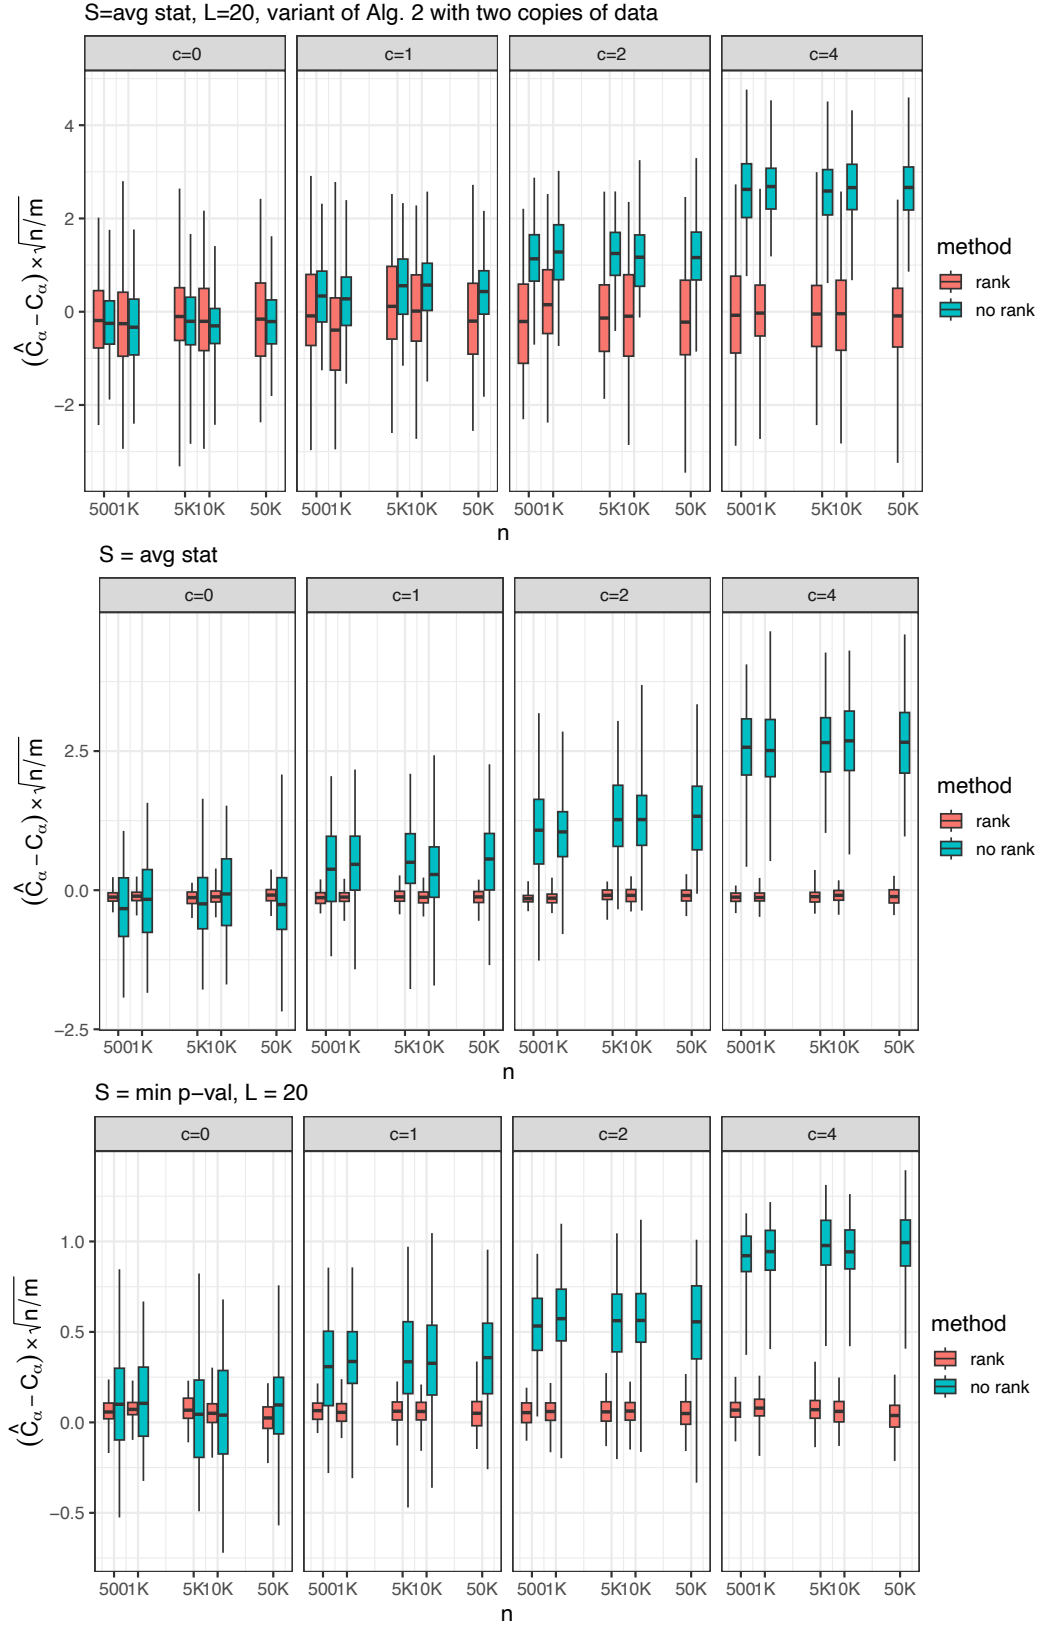 S=avg stat, L=20, variant of Alg. 2 with two copies of data
c=0 c=1 c=2 c=4
4
2
0
−2
(Ĉα − Cα) × √n/m
5001K 5K10K 50K 5001K 5K10K 50K 5001K 5K10K 50K 5001K 5K10K 50K
n
method
rank
no rank
S = avg stat
c=0 c=1 c=2 c=4
2.5
0.0
−2.5
(Ĉα − Cα) × √n/m
5001K 5K10K 50K 5001K 5K10K 50K 5001K 5K10K 50K 5001K 5K10K 50K
n
method
rank
no rank
S = min p−val, L = 20
c=0 c=1 c=2 c=4
1.0
0.5
0.0
−0.5
(Ĉα − Cα) × √n/m
5001K 5K10K 50K 5001K 5K10K 50K 5001K 5K10K 50K 5001K 5K10K 50K
n
method
rank
no rank